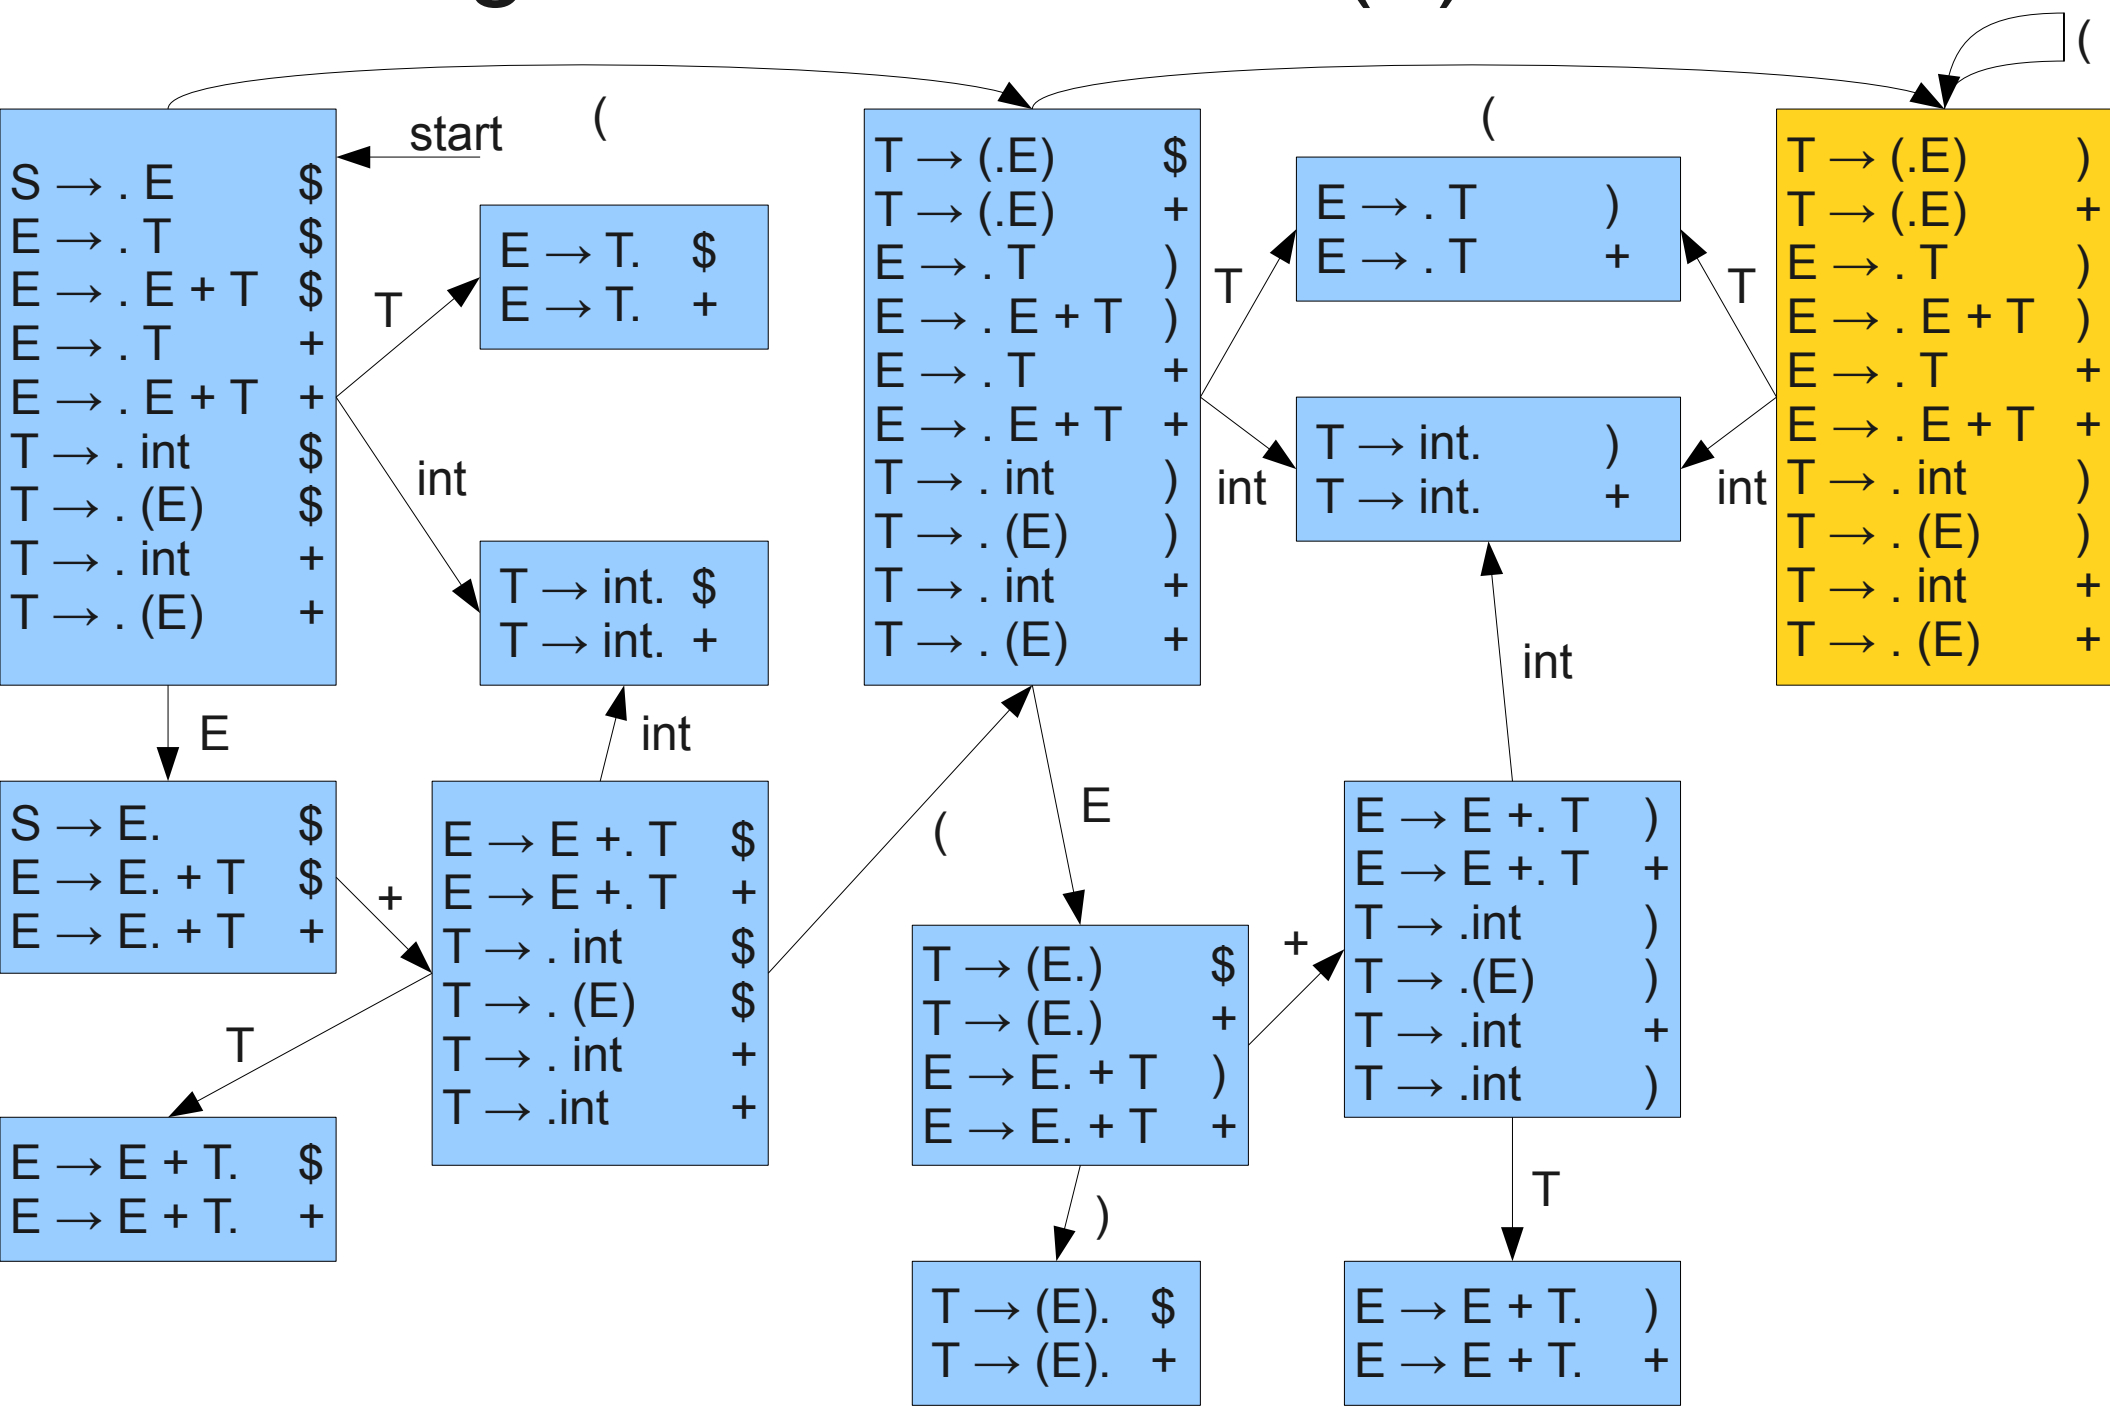 (
start
(
(
S → . E $
E → . T $
E → . E + T $
E → . T +
E → . E + T +
T → . int $
T → . (E) $
T → . int +
T → . (E) +
T
E → T. $
E → T. +
int
T → int. $
T → int. +
T → (.E) $
T → (.E) +
E → . T )
E → . E + T )
E → . T +
E → . E + T +
T → . int )
T → . (E) )
T → . int +
T → . (E) +
T
E → . T )
E → . T +
T
int
T → int. )
T → int. +
int
T → (.E) )
T → (.E) +
E → . T )
E → . E + T )
E → . T +
E → . E + T +
T → . int )
T → . (E) )
T → . int +
T → . (E) +
E
int
int
S → E. $
E → E. + T $
E → E. + T +
+
E → E +. T $
E → E +. T +
T → . int $
T → . (E) $
T → . int +
T → .int +
(
E
T → (E.) $
T → (E.) +
E → E. + T )
E → E. + T +
+
E → E +. T )
E → E +. T +
T → .int )
T → .(E) )
T → .int +
T → .int )
T
E → E + T. $
E → E + T. +
)
T
T → (E). $
T → (E). +
E → E + T. )
E → E + T. +